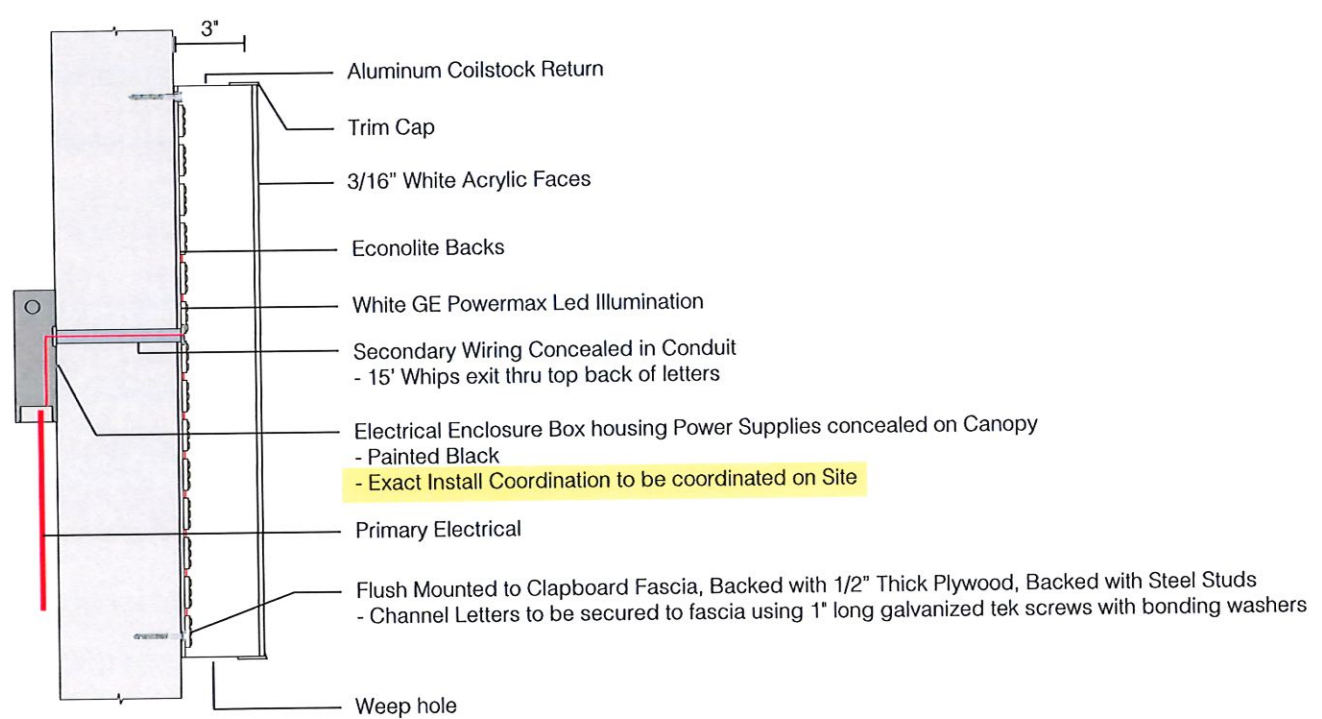 3"
Aluminum Coilstock Return
Trim Cap
3/16" White Acrylic Faces
Econolite Backs
White GE Powermax Led Illumination
Secondary Wiring Concealed in Conduit
- 15' Whips exit thru top back of letters
Electrical Enclosure Box housing Power Supplies concealed on Canopy
- Painted Black
- Exact Install Coordination to be coordinated on Site
Primary Electrical
Flush Mounted to Clapboard Fascia, Backed with 1/2" Thick Plywood, Backed with Steel Studs
- Channel Letters to be secured to fascia using 1" long galvanized tek screws with bonding washers
Weep hole